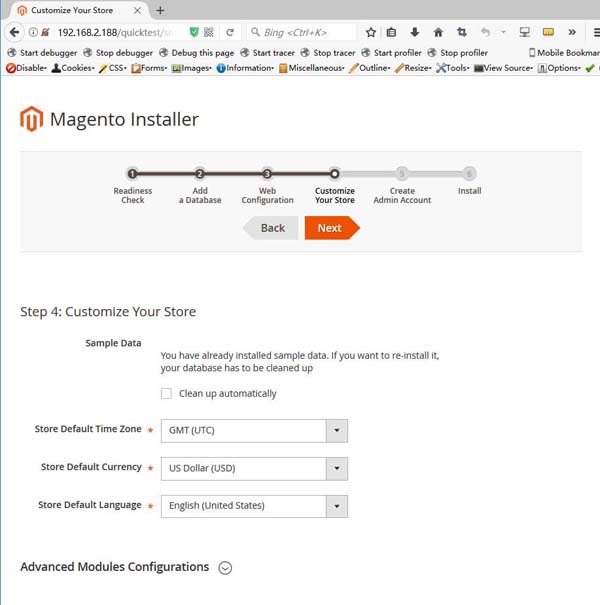 Customize Your Store
192.168.2.188/quicktest/
Bing <Ctrl+K>
Start debugger Stop debugger Debug this page Start tracer Stop tracer Start profiler Stop profiler Mobile Bookmar
Disable Cookies CSS Forms Images Information Miscellaneous Outline Resize Tools View Source Options
Magento Installer
1 2 3 5 6
Readiness Check
Add a Database
Web Configuration
Customize Your Store
Create Admin Account
Install
Back Next
Step 4: Customize Your Store
Sample Data
You have already installed sample data. If you want to re-install it,
your database has to be cleaned up
Clean up automatically
Store Default Time Zone * GMT (UTC)
Store Default Currency * US Dollar (USD)
Store Default Language * English (United States)
Advanced Modules Configurations